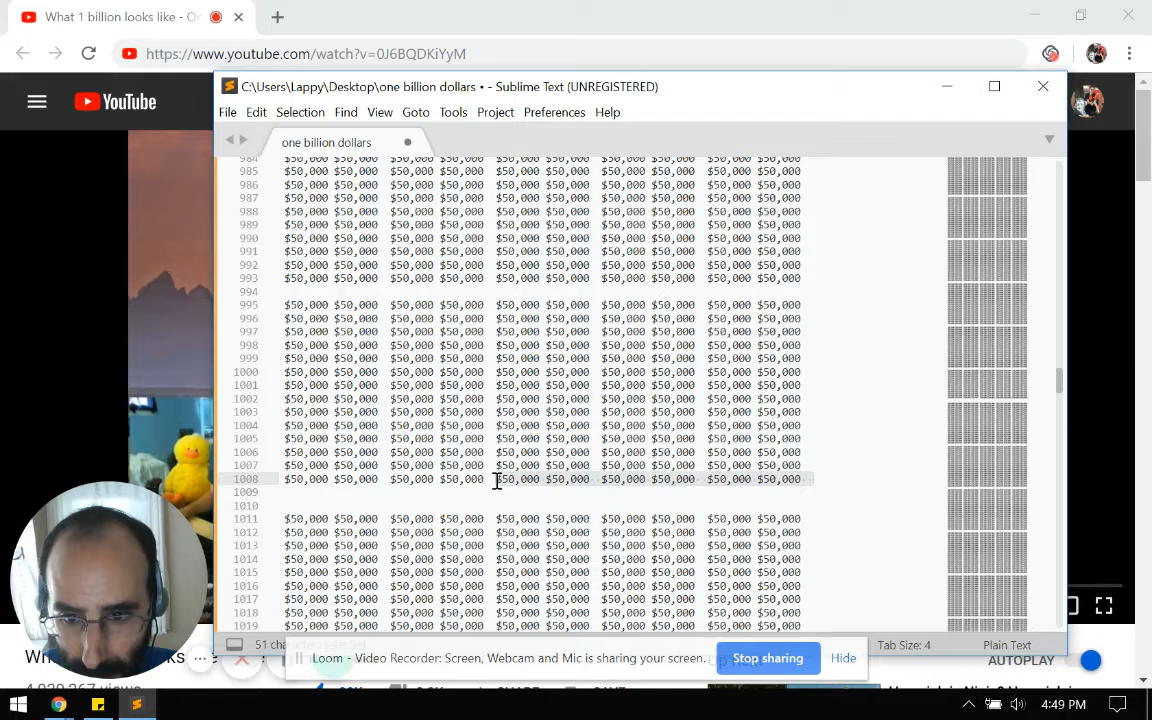 What 1 billion looks like - On
https://www.youtube.com/watch?v=0J6BQDKiYyM
YouTube
C:\Users\Lappy\Desktop\one billion dollars • - Sublime Text (UNREGISTERED)
File Edit Selection Find View Goto Tools Project Preferences Help
one billion dollars
984 $50,000 $50,000 $50,000 $50,000 $50,000 $50,000 $50,000 $50,000 $50,000 $50,000
985 $50,000 $50,000 $50,000 $50,000 $50,000 $50,000 $50,000 $50,000 $50,000 $50,000
986 $50,000 $50,000 $50,000 $50,000 $50,000 $50,000 $50,000 $50,000 $50,000 $50,000
987 $50,000 $50,000 $50,000 $50,000 $50,000 $50,000 $50,000 $50,000 $50,000 $50,000
988 $50,000 $50,000 $50,000 $50,000 $50,000 $50,000 $50,000 $50,000 $50,000 $50,000
989 $50,000 $50,000 $50,000 $50,000 $50,000 $50,000 $50,000 $50,000 $50,000 $50,000
990 $50,000 $50,000 $50,000 $50,000 $50,000 $50,000 $50,000 $50,000 $50,000 $50,000
991 $50,000 $50,000 $50,000 $50,000 $50,000 $50,000 $50,000 $50,000 $50,000 $50,000
992 $50,000 $50,000 $50,000 $50,000 $50,000 $50,000 $50,000 $50,000 $50,000 $50,000
993 $50,000 $50,000 $50,000 $50,000 $50,000 $50,000 $50,000 $50,000 $50,000 $50,000
994
995 $50,000 $50,000 $50,000 $50,000 $50,000 $50,000 $50,000 $50,000 $50,000 $50,000
996 $50,000 $50,000 $50,000 $50,000 $50,000 $50,000 $50,000 $50,000 $50,000 $50,000
997 $50,000 $50,000 $50,000 $50,000 $50,000 $50,000 $50,000 $50,000 $50,000 $50,000
998 $50,000 $50,000 $50,000 $50,000 $50,000 $50,000 $50,000 $50,000 $50,000 $50,000
999 $50,000 $50,000 $50,000 $50,000 $50,000 $50,000 $50,000 $50,000 $50,000 $50,000
1000 $50,000 $50,000 $50,000 $50,000 $50,000 $50,000 $50,000 $50,000 $50,000 $50,000
1001 $50,000 $50,000 $50,000 $50,000 $50,000 $50,000 $50,000 $50,000 $50,000 $50,000
1002 $50,000 $50,000 $50,000 $50,000 $50,000 $50,000 $50,000 $50,000 $50,000 $50,000
1003 $50,000 $50,000 $50,000 $50,000 $50,000 $50,000 $50,000 $50,000 $50,000 $50,000
1004 $50,000 $50,000 $50,000 $50,000 $50,000 $50,000 $50,000 $50,000 $50,000 $50,000
1005 $50,000 $50,000 $50,000 $50,000 $50,000 $50,000 $50,000 $50,000 $50,000 $50,000
1006 $50,000 $50,000 $50,000 $50,000 $50,000 $50,000 $50,000 $50,000 $50,000 $50,000
1007 $50,000 $50,000 $50,000 $50,000 $50,000 $50,000 $50,000 $50,000 $50,000 $50,000
1008 $50,000 $50,000 $50,000 $50,000 $50,000 $50,000 $50,000 $50,000 $50,000 $50,000
1009
1010
1011 $50,000 $50,000 $50,000 $50,000 $50,000 $50,000 $50,000 $50,000 $50,000 $50,000
1012 $50,000 $50,000 $50,000 $50,000 $50,000 $50,000 $50,000 $50,000 $50,000 $50,000
1013 $50,000 $50,000 $50,000 $50,000 $50,000 $50,000 $50,000 $50,000 $50,000 $50,000
1014 $50,000 $50,000 $50,000 $50,000 $50,000 $50,000 $50,000 $50,000 $50,000 $50,000
1015 $50,000 $50,000 $50,000 $50,000 $50,000 $50,000 $50,000 $50,000 $50,000 $50,000
1016 $50,000 $50,000 $50,000 $50,000 $50,000 $50,000 $50,000 $50,000 $50,000 $50,000
1017 $50,000 $50,000 $50,000 $50,000 $50,000 $50,000 $50,000 $50,000 $50,000 $50,000
1018 $50,000 $50,000 $50,000 $50,000 $50,000 $50,000 $50,000 $50,000 $50,000 $50,000
1019 $50,000 $50,000 $50,000 $50,000 $50,000 $50,000 $50,000 $50,000 $50,000 $50,000
51 characters selected
Tab Size: 4 Plain Text
Loom - Video Recorder: Screen, Webcam and Mic is sharing your screen. Stop sharing Hide
AUTOPLAY
4:49 PM